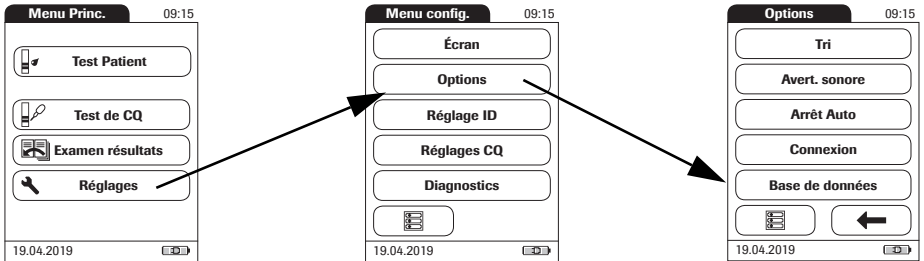 Menu Princ. 09:15
Test Patient
Test de CQ
Examen résultats
Réglages
19.04.2019
Menu config. 09:15
Écran
Options
Réglage ID
Réglages CQ
Diagnostics
19.04.2019
Options 09:15
Tri
Avert. sonore
Arrêt Auto
Connexion
Base de données
19.04.2019